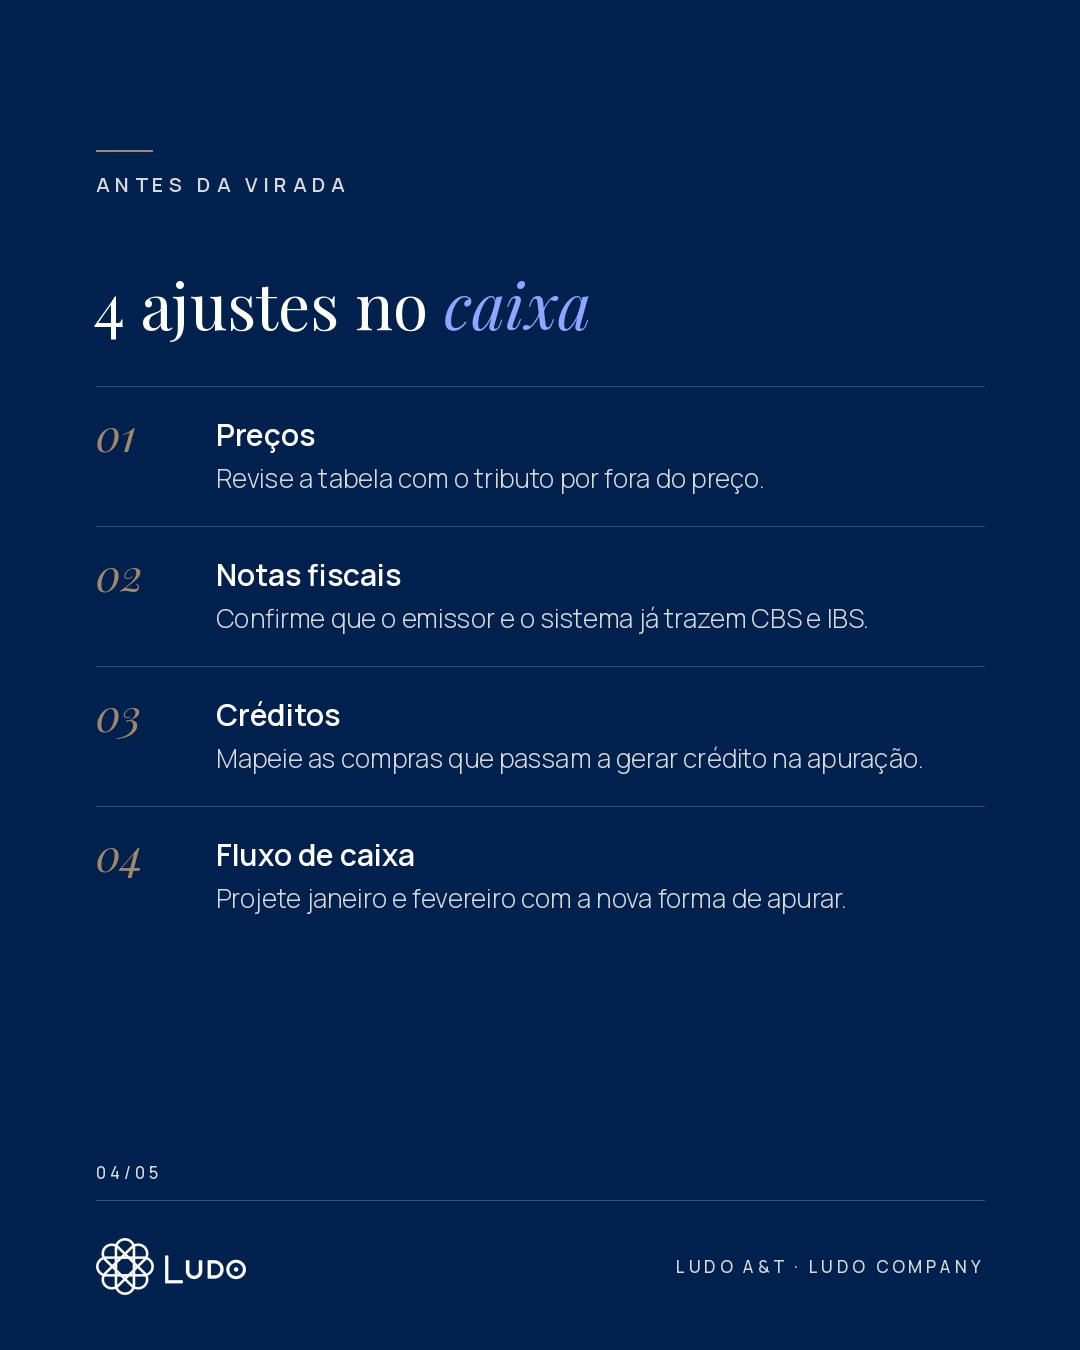 ANTES DA VIRADA
4 ajustes no caixa
01
Preços
Revise a tabela com o tributo por fora do preço.
02
Notas fiscais
Confirme que o emissor e o sistema já trazem CBS e IBS.
03
Créditos
Mapeie as compras que passam a gerar crédito na apuração.
04
Fluxo de caixa
Projete janeiro e fevereiro com a nova forma de apurar.
04/05
LUDO
LUDO A&T · LUDO COMPANY